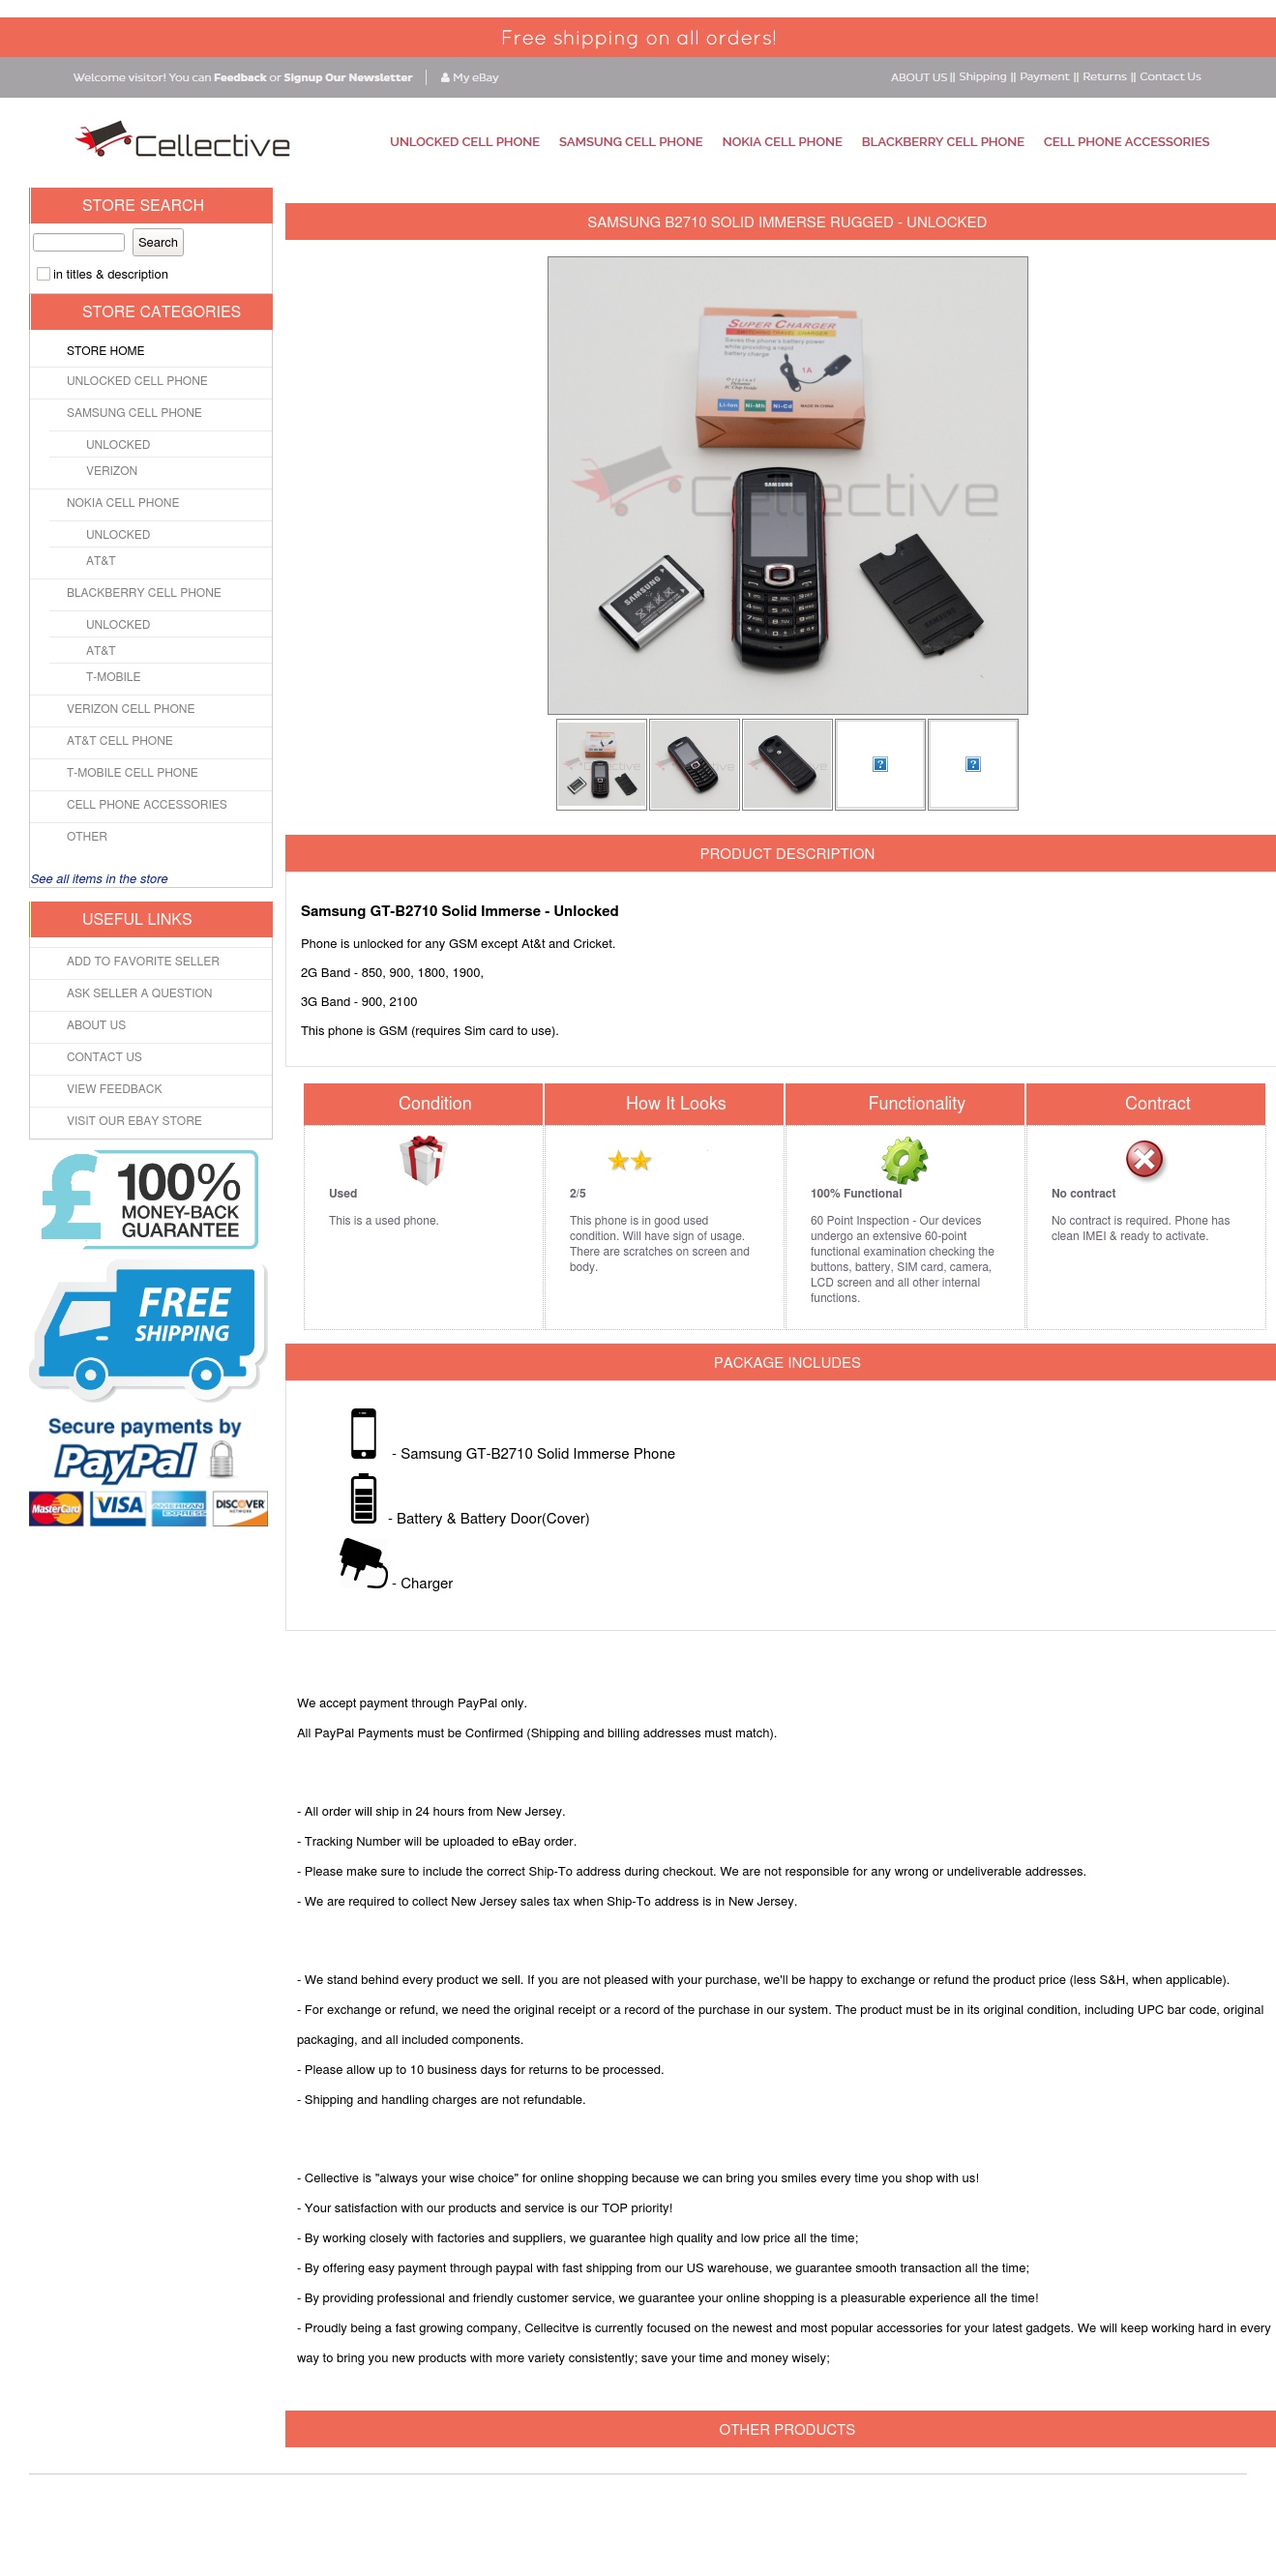 Free shipping on all orders!
Welcome visitor! You can Feedback or Signup Our Newsletter
My eBay
ABOUT US || Shipping || Payment || Returns || Contact Us
Cellective
UNLOCKED CELL PHONE
SAMSUNG CELL PHONE
NOKIA CELL PHONE
BLACKBERRY CELL PHONE
CELL PHONE ACCESSORIES
STORE SEARCH
Search
in titles & description
STORE CATEGORIES
STORE HOME
UNLOCKED CELL PHONE
SAMSUNG CELL PHONE
UNLOCKED
VERIZON
NOKIA CELL PHONE
UNLOCKED
AT&T
BLACKBERRY CELL PHONE
UNLOCKED
AT&T
T-MOBILE
VERIZON CELL PHONE
AT&T CELL PHONE
T-MOBILE CELL PHONE
CELL PHONE ACCESSORIES
OTHER
See all items in the store
USEFUL LINKS
ADD TO FAVORITE SELLER
ASK SELLER A QUESTION
ABOUT US
CONTACT US
VIEW FEEDBACK
VISIT OUR EBAY STORE
£ 100%
MONEY-BACK
GUARANTEE
FREE
SHIPPING
Secure payments by
PayPal
MasterCard
VISA
AMERICAN EXPRESS
DISCOVER
NETWORK
SAMSUNG B2710 SOLID IMMERSE RUGGED - UNLOCKED
SUPER CHARGER
Saves the phone's battery power
while providing a rapid
battery charge
1A
Original
Li-Ion
Ni-Mh
Ni-Cd
MADE IN CHINA
Cellective
SAMSUNG
SAMSUNG
SAMSUNG
PRODUCT DESCRIPTION
Samsung GT-B2710 Solid Immerse - Unlocked
Phone is unlocked for any GSM except At&t and Cricket.
2G Band - 850, 900, 1800, 1900,
3G Band - 900, 2100
This phone is GSM (requires Sim card to use).
Condition
Used
This is a used phone.
How It Looks
2/5
This phone is in good used
condition. Will have sign of usage.
There are scratches on screen and
body.
Functionality
100% Functional
60 Point Inspection - Our devices
undergo an extensive 60-point
functional examination checking the
buttons, battery, SIM card, camera,
LCD screen and all other internal
functions.
Contract
No contract
No contract is required. Phone has
clean IMEI & ready to activate.
PACKAGE INCLUDES
- Samsung GT-B2710 Solid Immerse Phone
- Battery & Battery Door(Cover)
- Charger
We accept payment through PayPal only.
All PayPal Payments must be Confirmed (Shipping and billing addresses must match).
- All order will ship in 24 hours from New Jersey.
- Tracking Number will be uploaded to eBay order.
- Please make sure to include the correct Ship-To address during checkout. We are not responsible for any wrong or undeliverable addresses.
- We are required to collect New Jersey sales tax when Ship-To address is in New Jersey.
- We stand behind every product we sell. If you are not pleased with your purchase, we'll be happy to exchange or refund the product price (less S&H, when applicable).
- For exchange or refund, we need the original receipt or a record of the purchase in our system. The product must be in its original condition, including UPC bar code, original
packaging, and all included components.
- Please allow up to 10 business days for returns to be processed.
- Shipping and handling charges are not refundable.
- Cellective is "always your wise choice" for online shopping because we can bring you smiles every time you shop with us!
- Your satisfaction with our products and service is our TOP priority!
- By working closely with factories and suppliers, we guarantee high quality and low price all the time;
- By offering easy payment through paypal with fast shipping from our US warehouse, we guarantee smooth transaction all the time;
- By providing professional and friendly customer service, we guarantee your online shopping is a pleasurable experience all the time!
- Proudly being a fast growing company, Cellecitve is currently focused on the newest and most popular accessories for your latest gadgets. We will keep working hard in every
way to bring you new products with more variety consistently; save your time and money wisely;
OTHER PRODUCTS